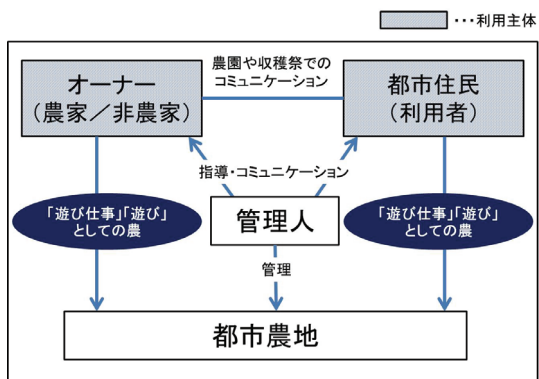 ・・・利用主体
農園や収穫祭での
コミュニケーション
オーナー
（農家／非農家）
都市住民
（利用者）
指導・コミュニケーション
「遊び仕事」「遊び」
としての農
管理人
「遊び仕事」「遊び」
としての農
管理
都市農地